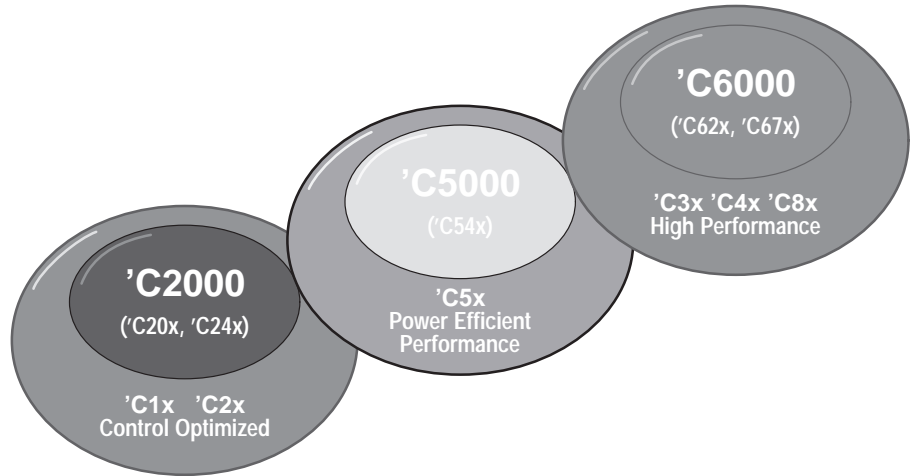 ’C6000
(’C62x, ’C67x)
’C3x ’C4x ’C8x
High Performance
’C5000
(’C54x)
’C5x
Power Efficient
Performance
’C2000
(’C20x, ’C24x)
’C1x ’C2x
Control Optimized